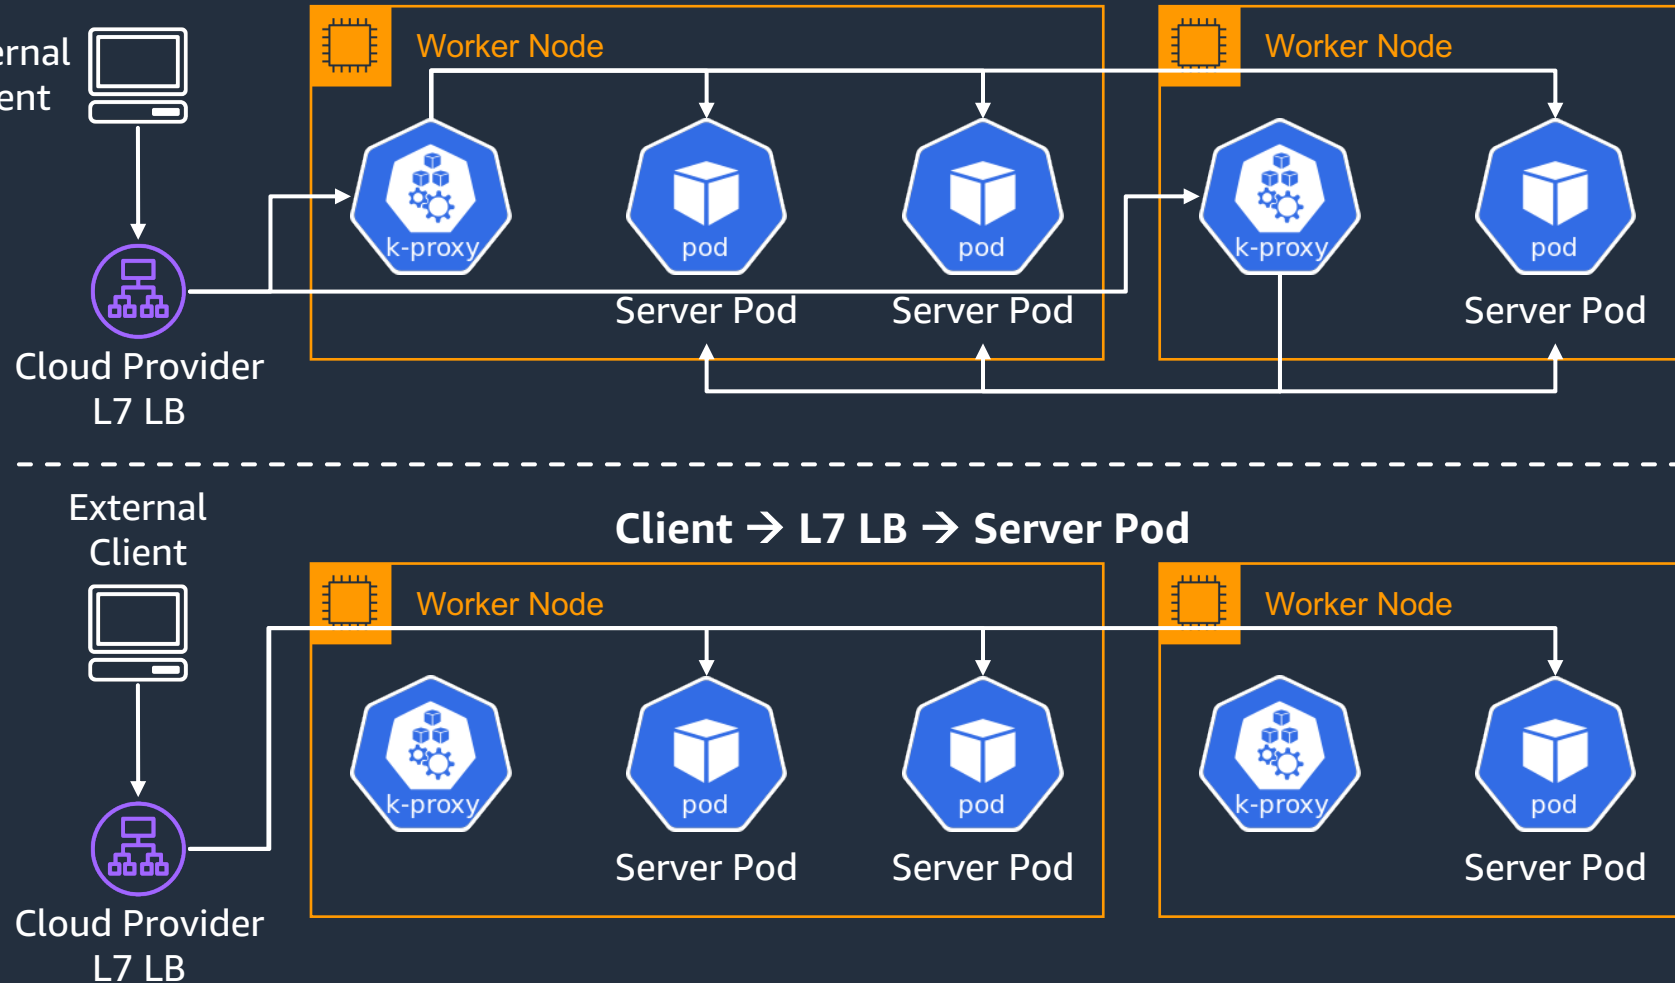 ernal
ent
Worker Node
Worker Node
k-proxy
pod
pod
k-proxy
pod
Server Pod
Server Pod
Server Pod
Cloud Provider
L7 LB
External
Client
Client → L7 LB → Server Pod
Worker Node
Worker Node
k-proxy
pod
pod
k-proxy
pod
Server Pod
Server Pod
Server Pod
Cloud Provider
L7 LB